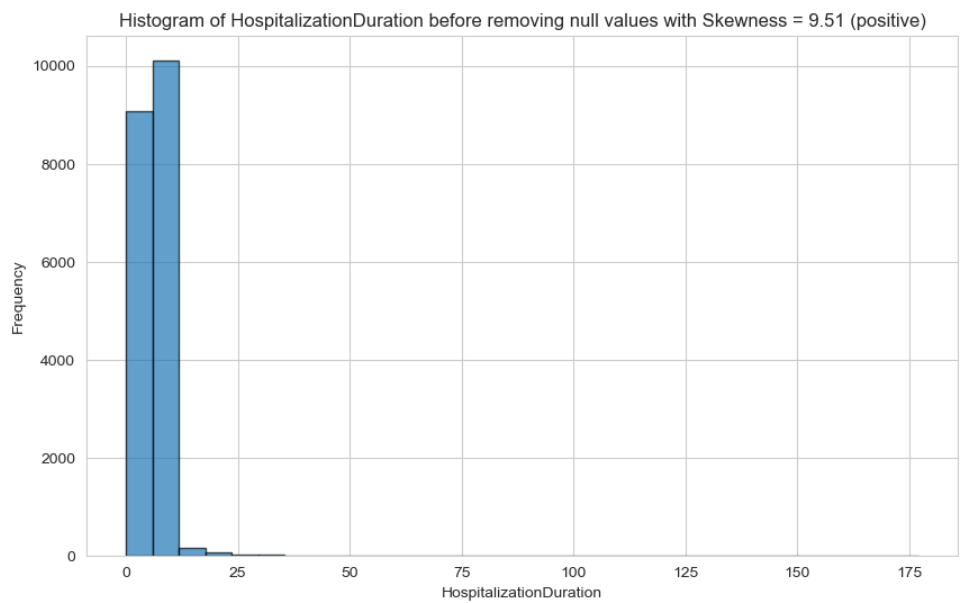 Histogram of HospitalizationDuration before removing null values with Skewness = 9.51 (positive)
10000
8000
6000
4000
2000
0
Frequency
0 25 50 75 100 125 150 175
HospitalizationDuration